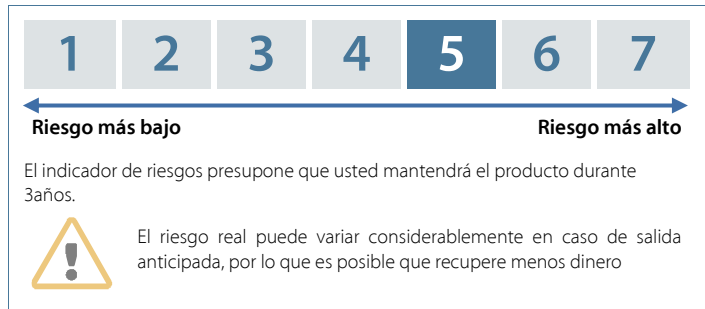 1 2 3 4 5 6 7
Riesgo más bajo Riesgo más alto
El indicador de riesgos presupone que usted mantendrá el producto durante
3años.
El riesgo real puede variar considerablemente en caso de salida
anticipada, por lo que es posible que recupere menos dinero